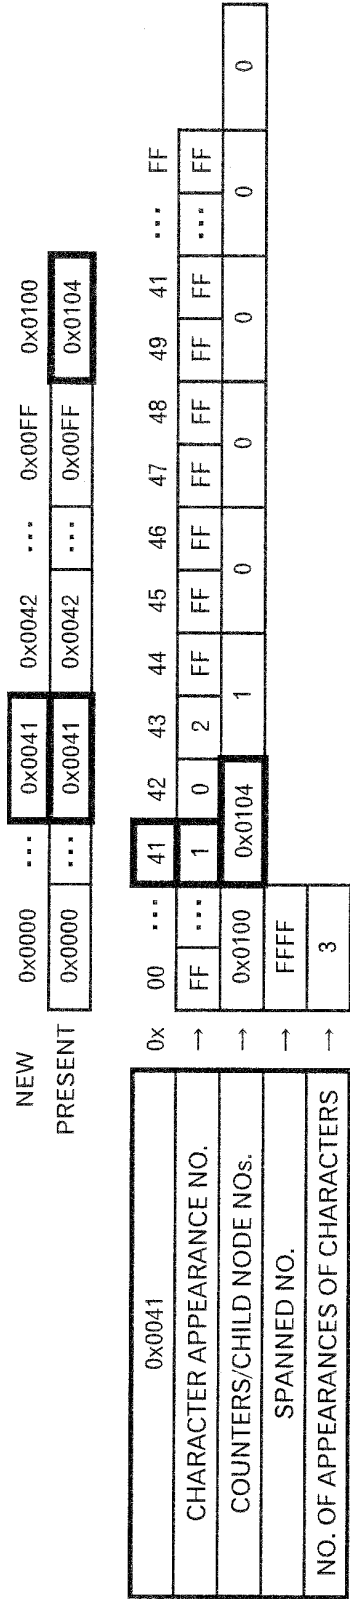 NEW 0x0000 ... 0x0041 0x0042 ... 0x00FF 0x0100
PRESENT 0x0000 ... 0x0041 0x0042 ... 0x00FF 0x0104
0x0041 0x 00 ... 41 42 43 44 45 46 47 48 49 41 ... FF
CHARACTER APPEARANCE NO. → FF ... 1 0 2 FF FF FF FF FF FF FF ... FF
COUNTERS/CHILD NODE NOs. → 0x0100 0x0104 1 0 0 0 0 0
SPANNED NO. → FFFF
NO. OF APPEARANCES OF CHARACTERS → 3